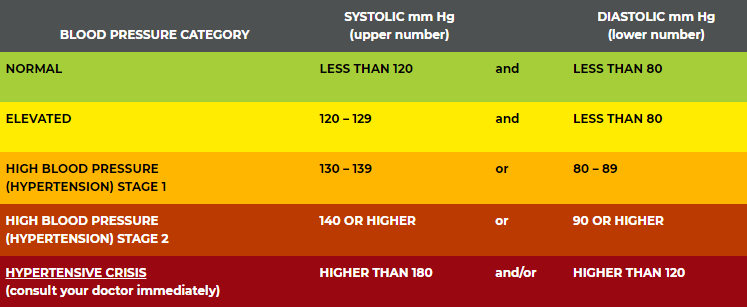 BLOOD PRESSURE CATEGORY SYSTOLIC mm Hg (upper number) DIASTOLIC mm Hg (lower number)
NORMAL LESS THAN 120 and LESS THAN 80
ELEVATED 120 – 129 and LESS THAN 80
HIGH BLOOD PRESSURE
(HYPERTENSION) STAGE 1 130 – 139 or 80 – 89
HIGH BLOOD PRESSURE
(HYPERTENSION) STAGE 2 140 OR HIGHER or 90 OR HIGHER
HYPERTENSIVE CRISIS
(consult your doctor immediately) HIGHER THAN 180 and/or HIGHER THAN 120